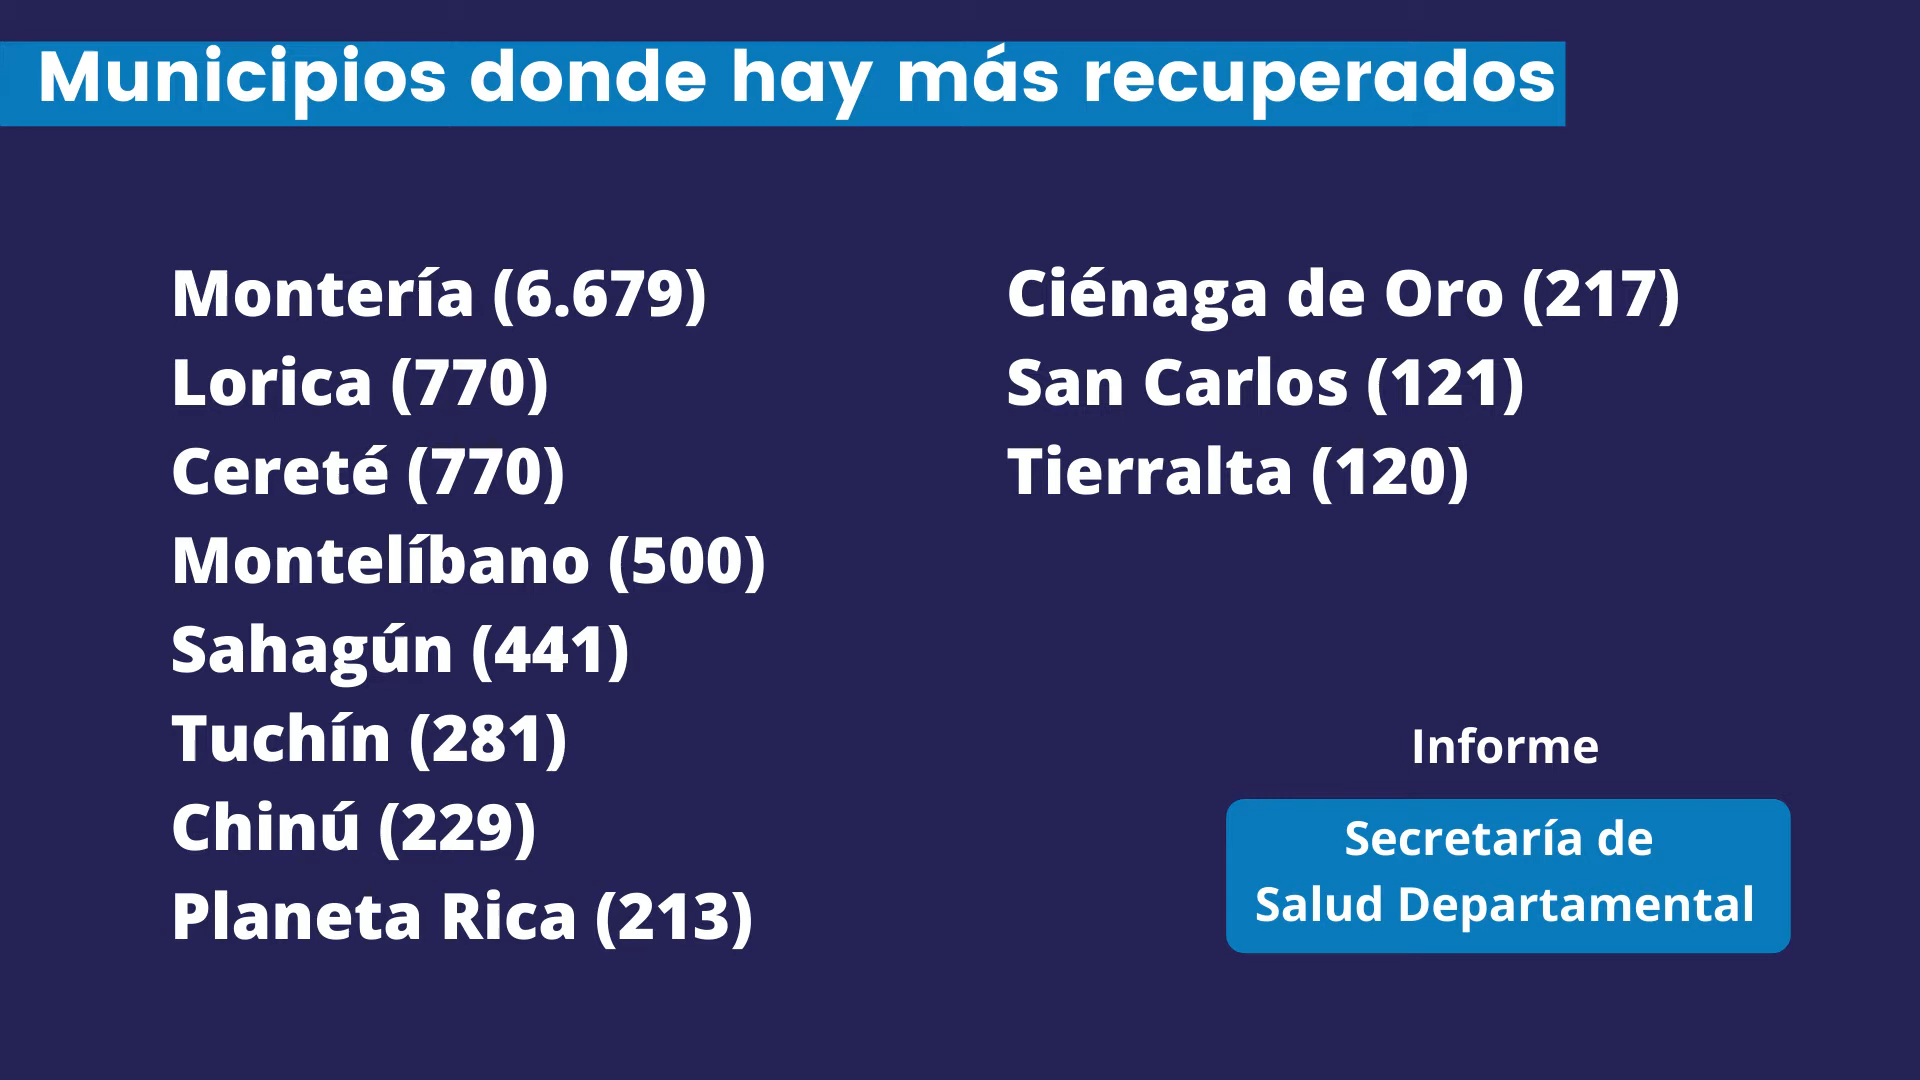 Municipios donde hay más recuperados
Montería (6.679)
Lorica (770)
Cereté (770)
Montelíbano (500)
Sahagún (441)
Tuchín (281)
Chinú (229)
Planeta Rica (213)
Ciénaga de Oro (217)
San Carlos (121)
Tierralta (120)
Informe
Secretaría de
Salud Departamental